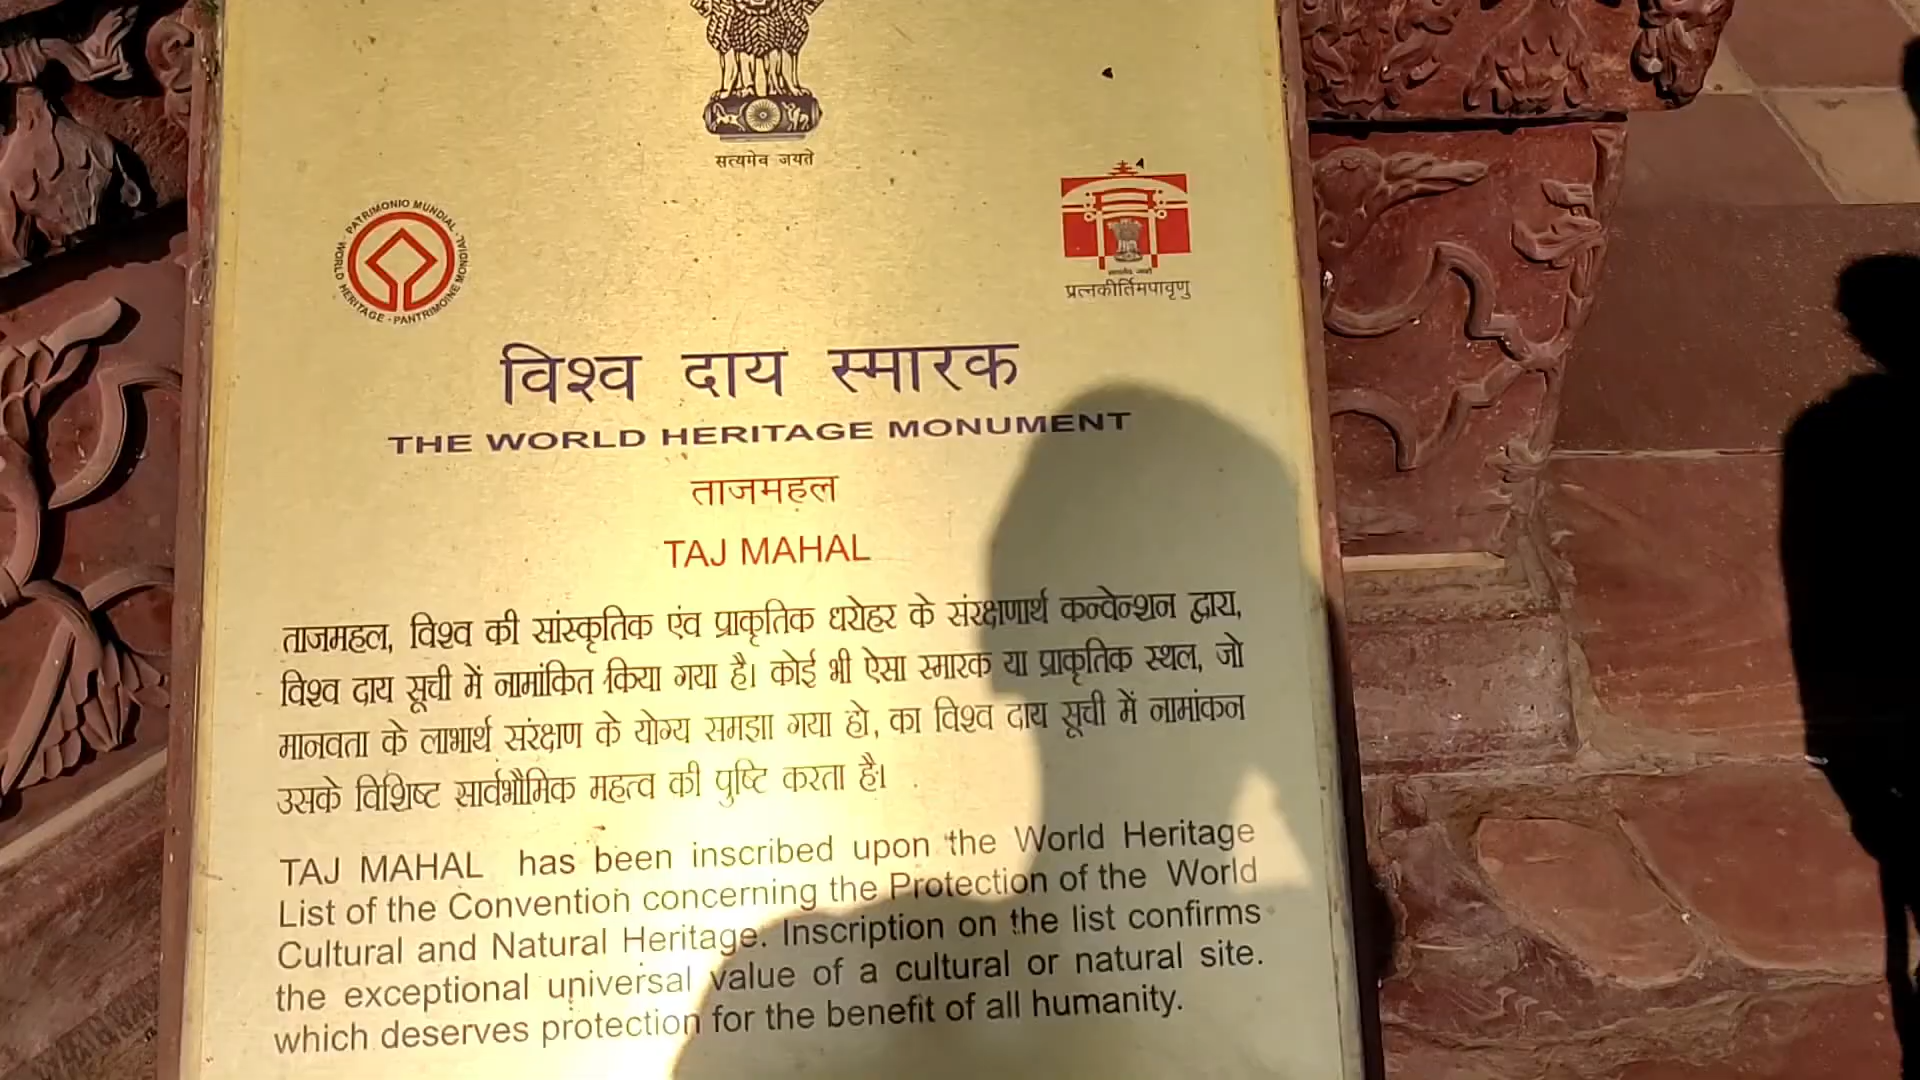 सत्यमेव जयते
WORLD HERITAGE - PATRIMONIO MUNDIAL - PANTRIMOINE MONDIAL -
प्रत्नकीर्तिमपावृणु
विश्व दाय स्मारक
THE WORLD HERITAGE MONUMENT
ताजमहल
TAJ MAHAL
ताजमहल, विश्व की सांस्कृतिक एंव प्राकृतिक धरोहर के संरक्षणार्थ कन्वेन्शन द्वारा,
विश्व दाय सूची में नामांकित किया गया है। कोई भी ऐसा स्मारक या प्राकृतिक स्थल, जो
मानवता के लाभार्थ संरक्षण के योग्य समझा गया हो, का विश्व दाय सूची में नामांकन
उसके विशिष्ट सार्वभौमिक महत्व की पुष्टि करता है।
TAJ MAHAL has been inscribed upon the World Heritage
List of the Convention concerning the Protection of the World
Cultural and Natural Heritage. Inscription on the list confirms
the exceptional universal value of a cultural or natural site.
which deserves protection for the benefit of all humanity.